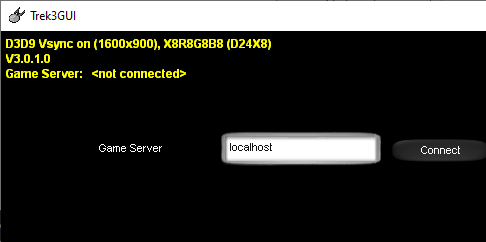 Trek3GUI
D3D9 Vsync on (1600x900), X8R8G8B8 (D24X8)
V3.0.1.0
Game Server: <not connected>
Game Server localhost Connect